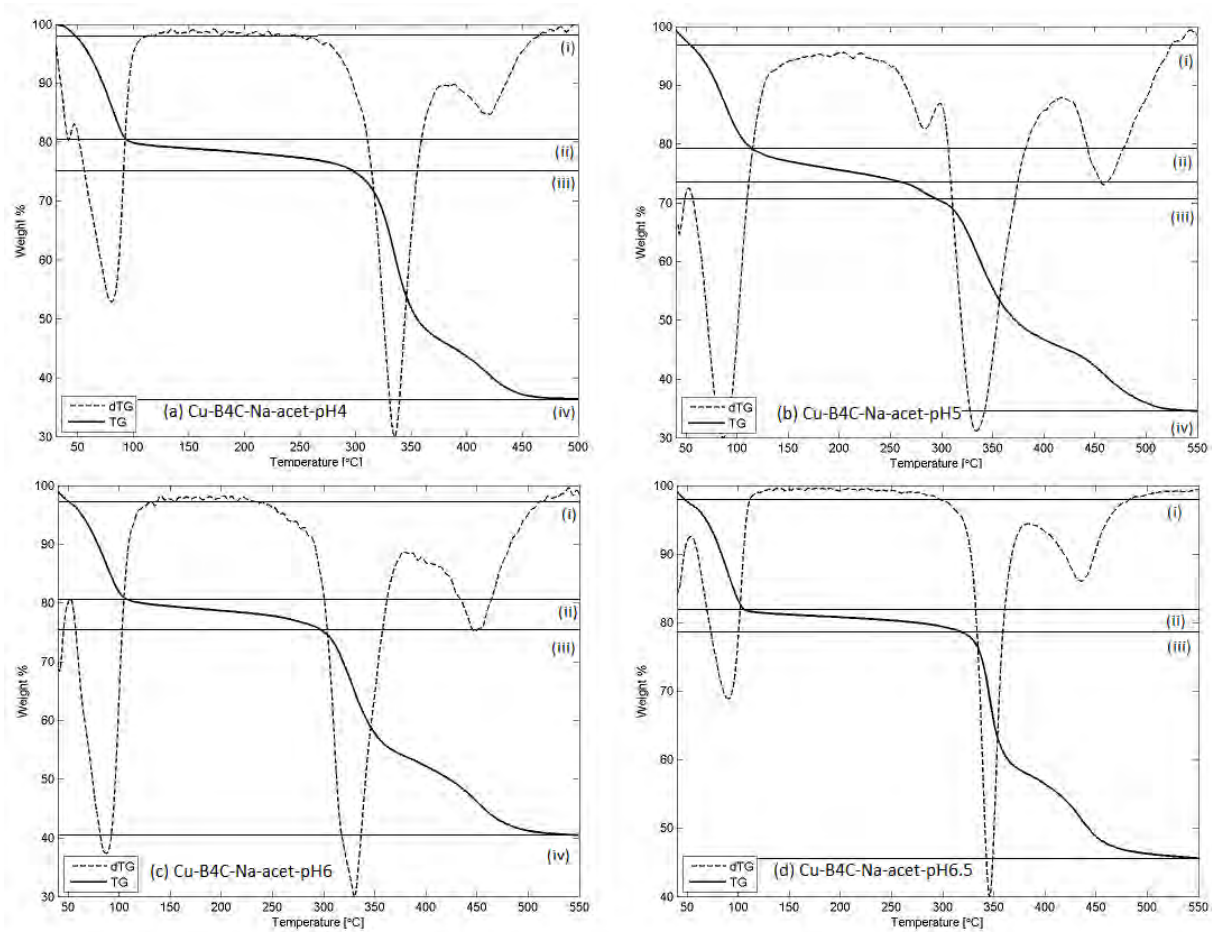 100
90
80
70
60
50
40
30
Weight %
(i)
(ii)
(iii)
(iv)
dTG
TG
(a) Cu-B4C-Na-acet-pH4
50 100 150 200 250 300 350 400 450 500
Temperature [°C]
100
90
80
70
60
50
40
30
Weight %
(i)
(ii)
(iii)
(iv)
dTG
TG
(b) Cu-B4C-Na-acet-pH5
50 100 150 200 250 300 350 400 450 500 550
Temperature [°C]
100
90
80
70
60
50
40
30
Weight %
(i)
(ii)
(iii)
(iv)
dTG
TG
(c) Cu-B4C-Na-acet-pH6
50 100 150 200 250 300 350 400 450 500 550
Temperature [°C]
100
90
80
70
60
50
40
Weight %
(i)
(ii)
(iii)
dTG
TG
(d) Cu-B4C-Na-acet-pH6.5
50 100 150 200 250 300 350 400 450 500 550
Temperature [°C]